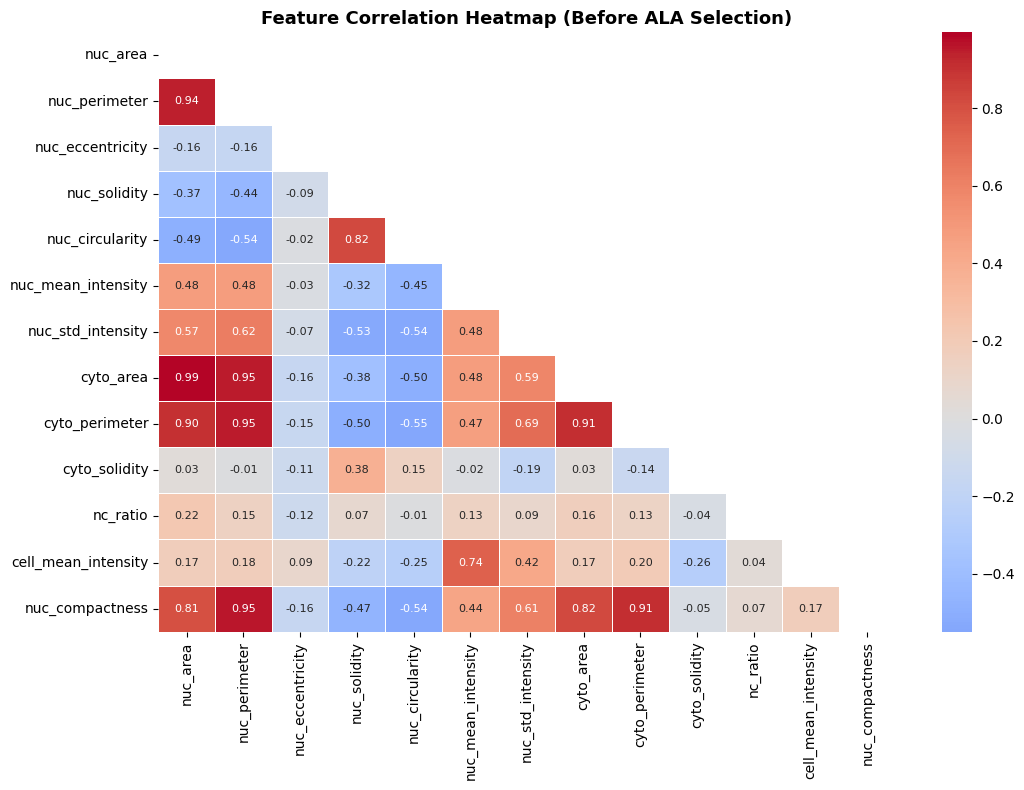 Feature Correlation Heatmap (Before ALA Selection)
nuc_area
nuc_perimeter 0.94
nuc_eccentricity -0.16 -0.16
nuc_solidity -0.37 -0.44 -0.09
nuc_circularity -0.49 -0.54 -0.02 0.82
nuc_mean_intensity 0.48 0.48 -0.03 -0.32 -0.45
nuc_std_intensity 0.57 0.62 -0.07 -0.53 -0.54 0.48
cyto_area 0.99 0.95 -0.16 -0.38 -0.50 0.48 0.59
cyto_perimeter 0.90 0.95 -0.15 -0.50 -0.55 0.47 0.69 0.91
cyto_solidity 0.03 -0.01 -0.11 0.38 0.15 -0.02 -0.19 0.03 -0.14
nc_ratio 0.22 0.15 -0.12 0.07 -0.01 0.13 0.09 0.16 0.13 -0.04
cell_mean_intensity 0.17 0.18 0.09 -0.22 -0.25 0.74 0.42 0.17 0.20 -0.26 0.04
nuc_compactness 0.81 0.95 -0.16 -0.47 -0.54 0.44 0.61 0.82 0.91 -0.05 0.07 0.17
nuc_area
nuc_perimeter
nuc_eccentricity
nuc_solidity
nuc_circularity
nuc_mean_intensity
nuc_std_intensity
cyto_area
cyto_perimeter
cyto_solidity
nc_ratio
cell_mean_intensity
nuc_compactness
0.8
0.6
0.4
0.2
0.0
−0.2
−0.4